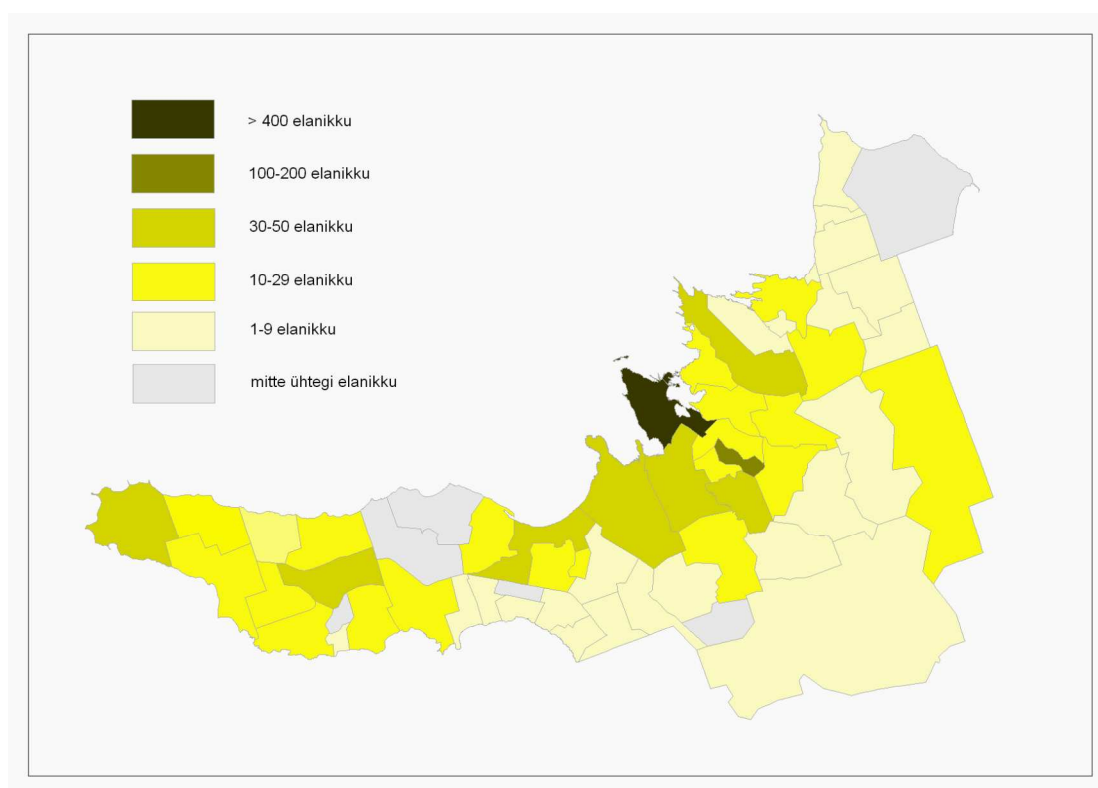 > 400 elanikku
100-200 elanikku
30-50 elanikku
10-29 elanikku
1-9 elanikku
mitte ühtegi elanikku